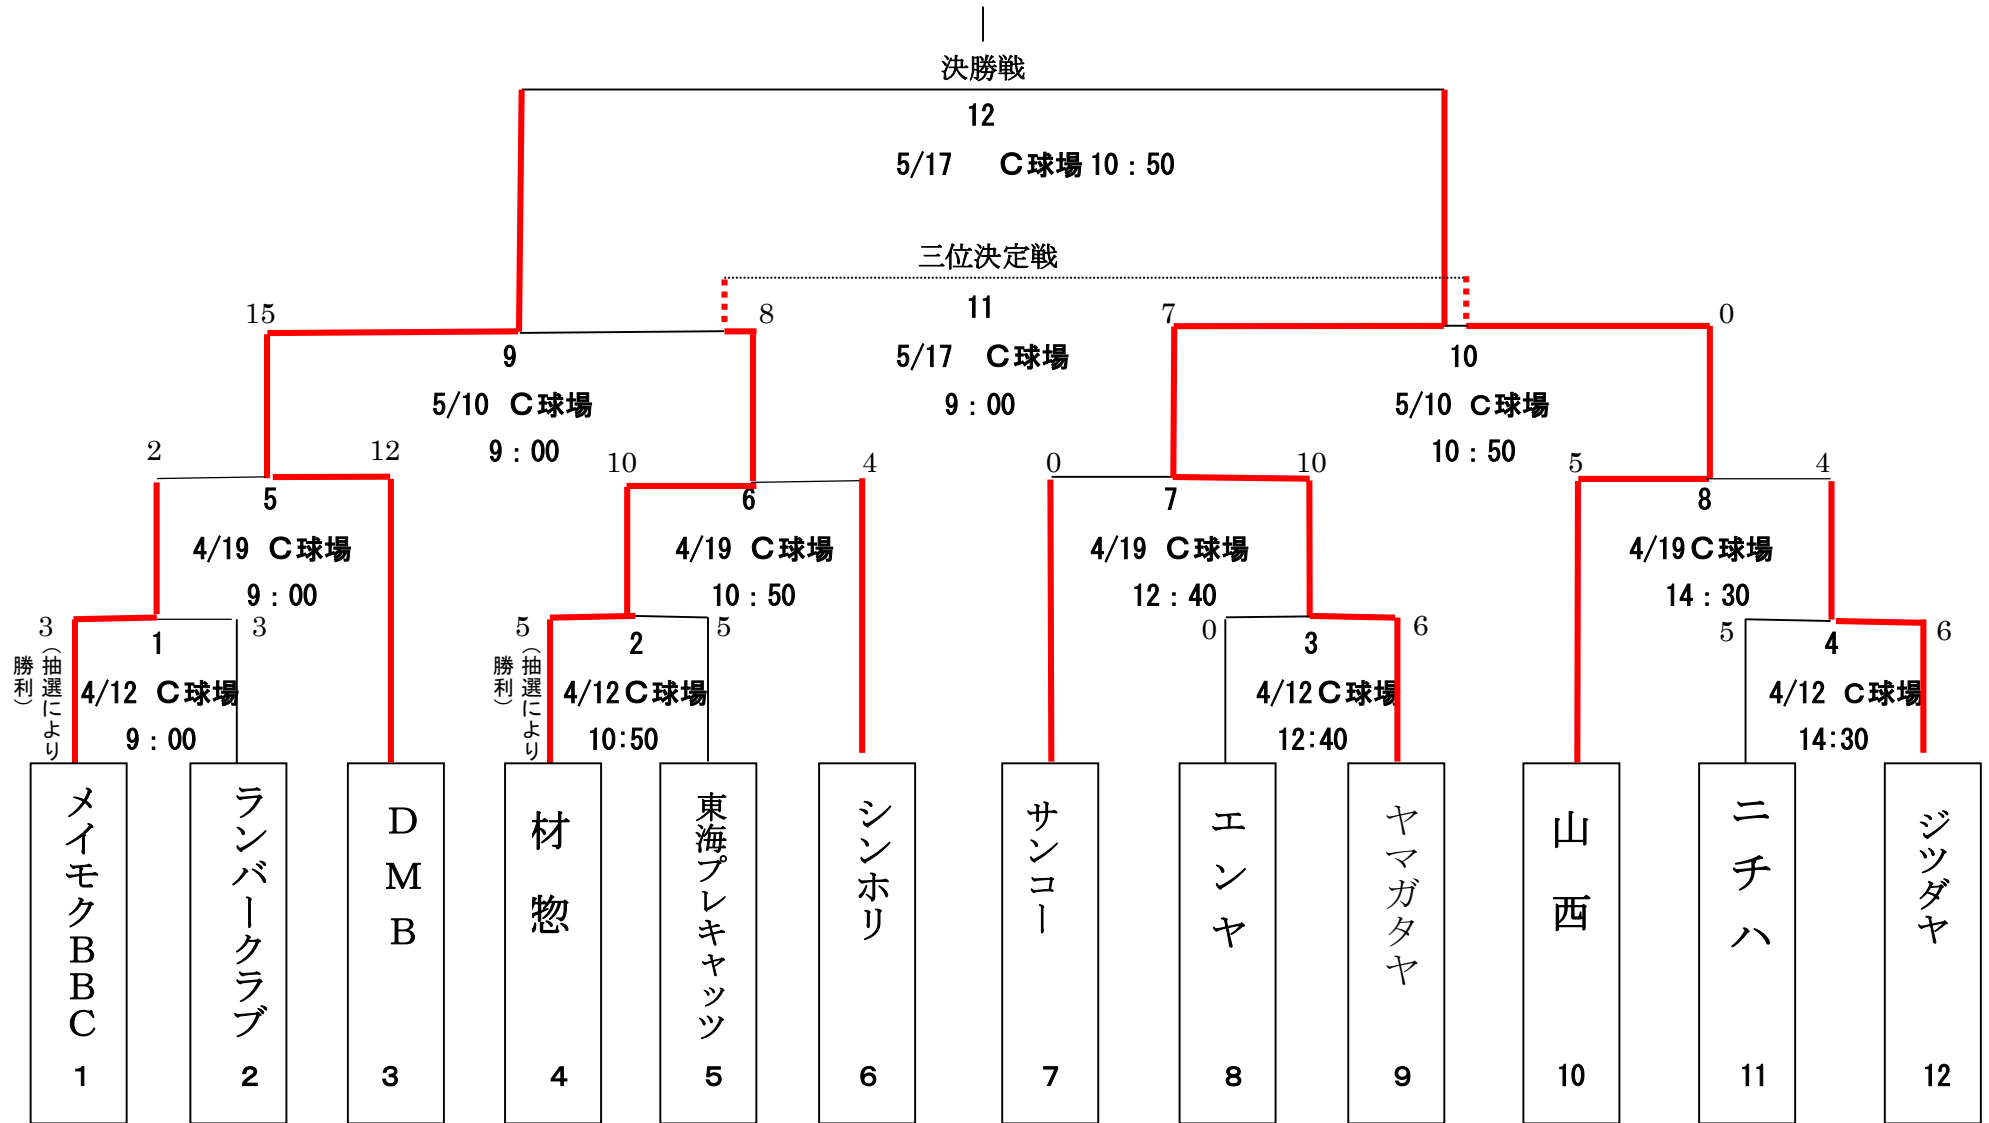 決勝戦
12
5/17 C球場 10：50
三位決定戦
15
8
11
7
0
9
5/17 C球場
10
5/10 C球場
9：00
5/10 C球場
2
12
9：00
10
4
0
10
10：50
5
4
5
6
7
8
4/19 C球場
4/19 C球場
4/19 C球場
4/19 C球場
9：00
10：50
12：40
14：30
3
3
5
5
0
6
5
6
1
2
3
4
（抽選により
勝利）
（抽選により
勝利）
4/12 C球場
4/12 C球場
4/12 C球場
4/12 C球場
9：00
10:50
12:40
14:30
メイモクBBC
1
ランバークラブ
2
DMB
3
材惣
4
東海プレキャッツ
5
シンホリ
6
サンコー
7
エンヤ
8
ヤマガタヤ
9
山西
10
ニチハ
11
ジツダヤ
12